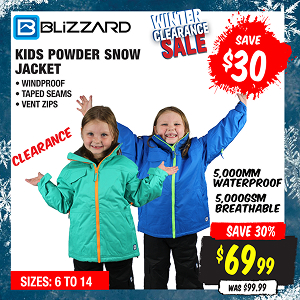 B BLIZZARD
WINTER
CLEARANCE
SALE
SAVE
$30
KIDS POWDER SNOW
JACKET
• WINDPROOF
• TAPED SEAMS
• VENT ZIPS
CLEARANCE
5,000MM
WATERPROOF
5,000GSM
BREATHABLE
SAVE 30%
$69.99
WAS $99.99
SIZES: 6 TO 14